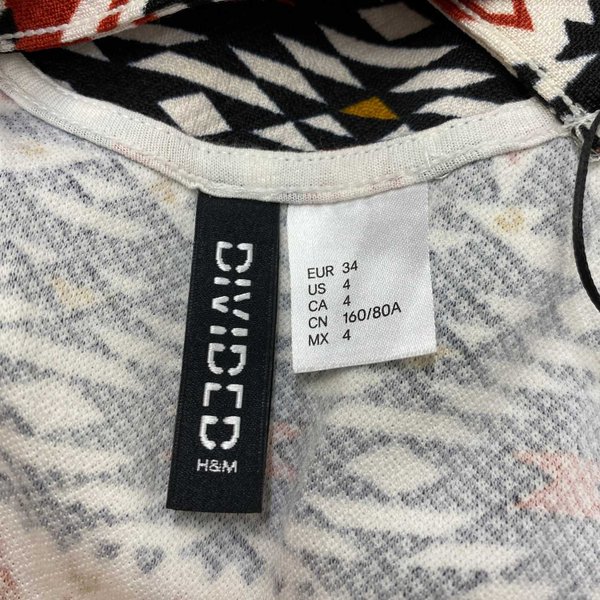 DIVIDED
H&M
EUR 34
US 4
CA 4
CN 160/80A
MX 4